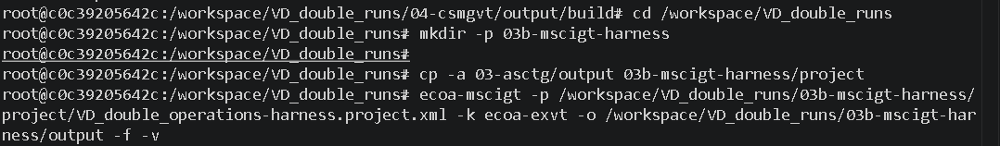 root@c0c39205642c:/workspace/VD_double_runs/04-csmgvt/output/build# cd /workspace/VD_double_runs
root@c0c39205642c:/workspace/VD_double_runs# mkdir -p 03b-mscigt-harness
root@c0c39205642c:/workspace/VD_double_runs#
root@c0c39205642c:/workspace/VD_double_runs# cp -a 03-asctg/output 03b-mscigt-harness/project
root@c0c39205642c:/workspace/VD_double_runs# ecoa-mscigt -p /workspace/VD_double_runs/03b-mscigt-harness/
project/VD_double_operations-harness.project.xml -k ecoa-exvt -o /workspace/VD_double_runs/03b-mscigt-har
ness/output -f -v